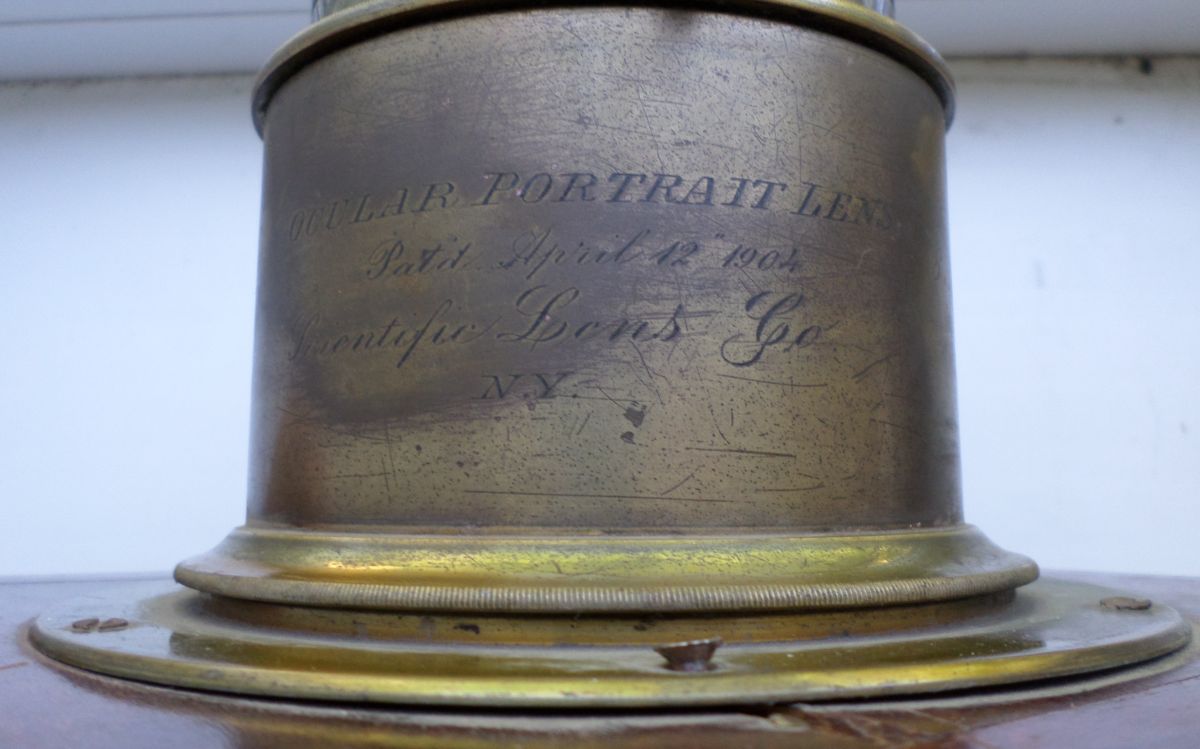 OCULAR PORTRAIT LENS
Pat'd. April 12" 1904
Scientific Lens Co
N.Y.